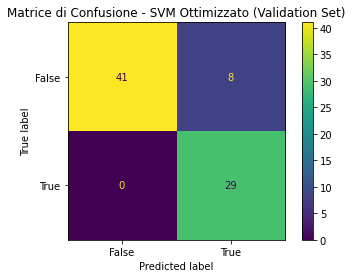 Matrice di Confusione - SVM Ottimizzato (Validation Set)
True label
False
True
41
8
0
29
False
True
Predicted label
40
35
30
25
20
15
10
5
0